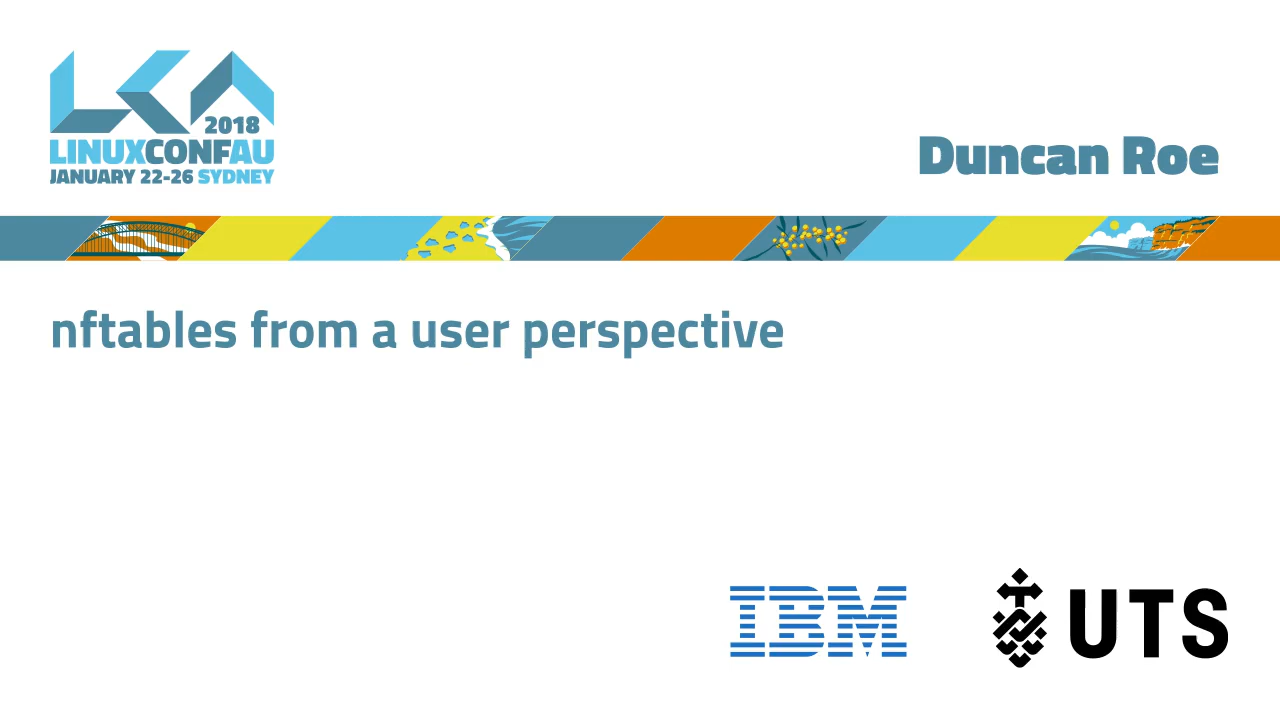 2018
LINUXCONFAU
JANUARY 22-26 SYDNEY
Duncan Roe
nftables from a user perspective
IBM
UTS